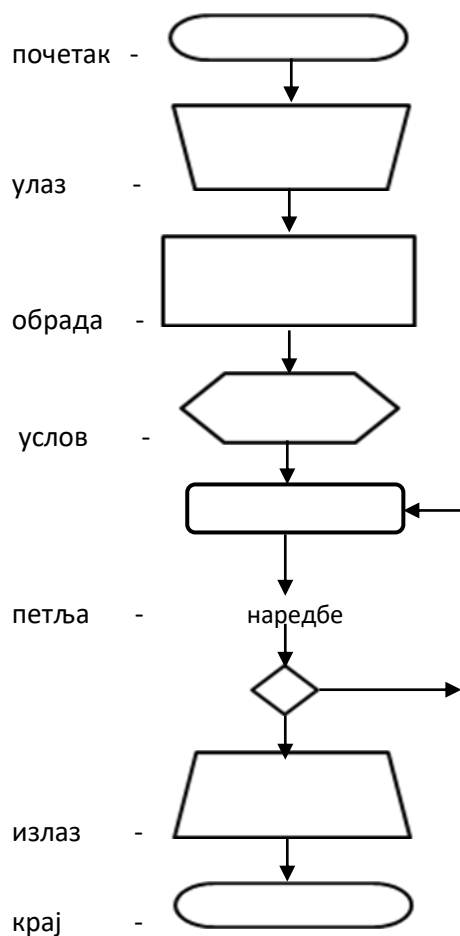 почетак -
улаз -
обрада -
услов -
петља - наредбе
излаз -
крај -